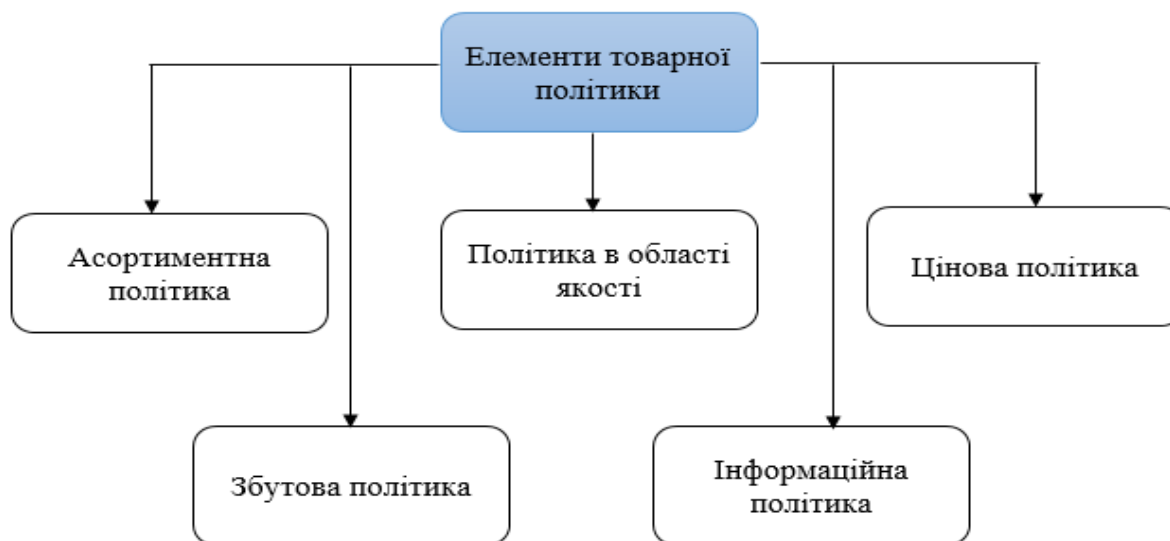 Елементи товарної
політики
Асортиментна
політика
Політика в області
якості
Цінова політика
Збутова політика
Інформаційна
політика